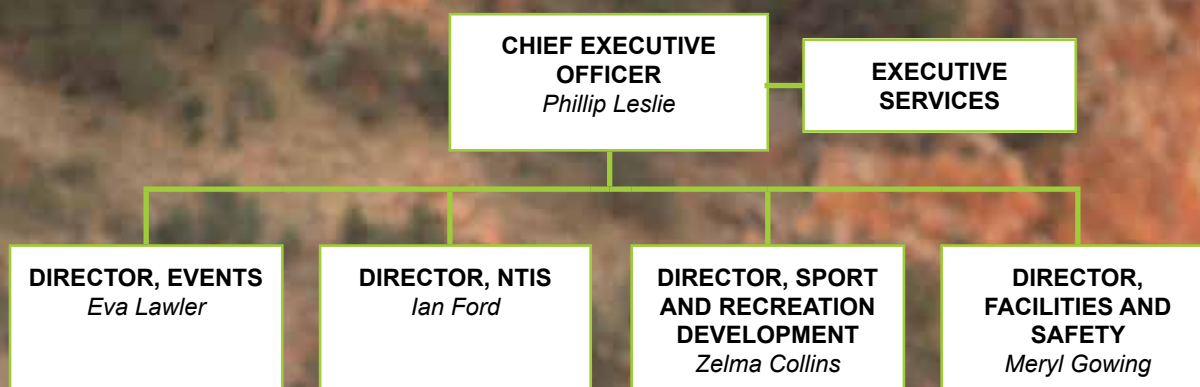 CHIEF EXECUTIVE
OFFICER
Phillip Leslie
EXECUTIVE
SERVICES
DIRECTOR, EVENTS
Eva Lawler
DIRECTOR, NTIS
Ian Ford
DIRECTOR, SPORT
AND RECREATION
DEVELOPMENT
Zelma Collins
DIRECTOR,
FACILITIES AND
SAFETY
Meryl Gowing